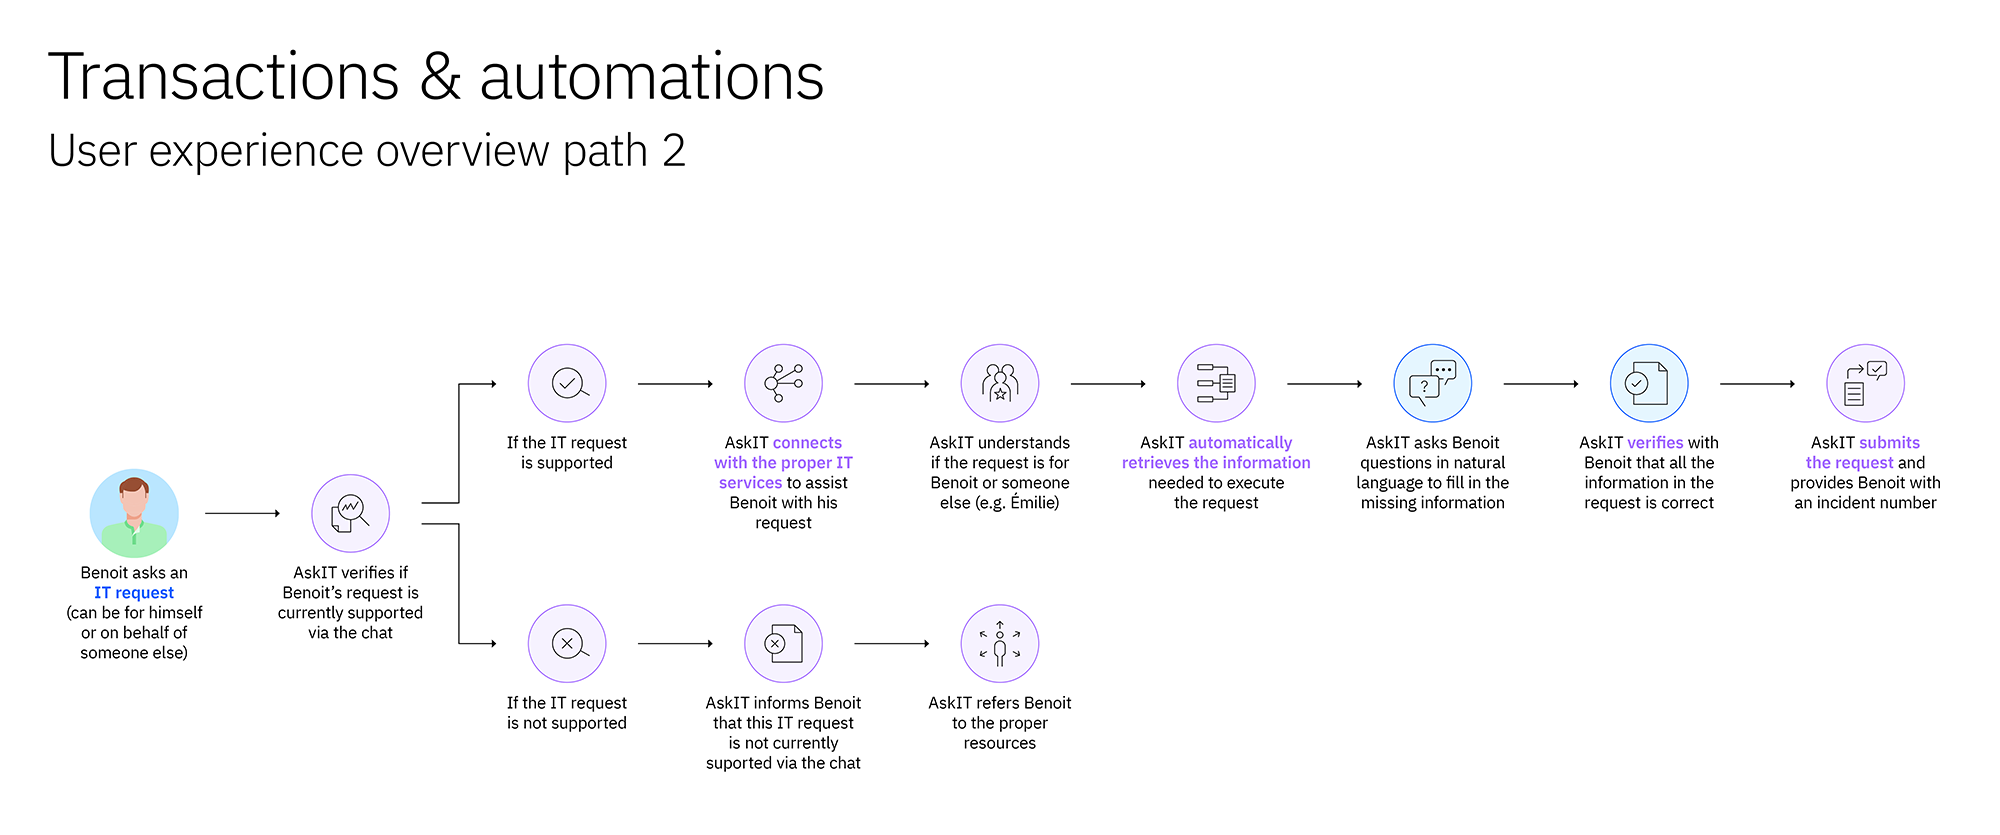 Transactions & automations
User experience overview path 2
Benoit asks an
IT request
(can be for himself
or on behalf of
someone else)
AskIT verifies if
Benoit's request is
currently supported
via the chat
If the IT request
is supported
AskIT connects
with the proper IT
services to assist
Benoit with his
request
AskIT understands
if the request is for
Benoit or someone
else (e.g. Émilie)
AskIT automatically
retrieves the information
needed to execute
the request
?
AskIT asks Benoit
questions in natural
language to fill in the
missing information
AskIT verifies with
Benoit that all the
information in the
request is correct
AskIT submits
the request and
provides Benoit with
an incident number
If the IT request
is not supported
AskIT informs Benoit
that this IT request
is not currently
suported via the chat
AskIT refers Benoit
to the proper
resources